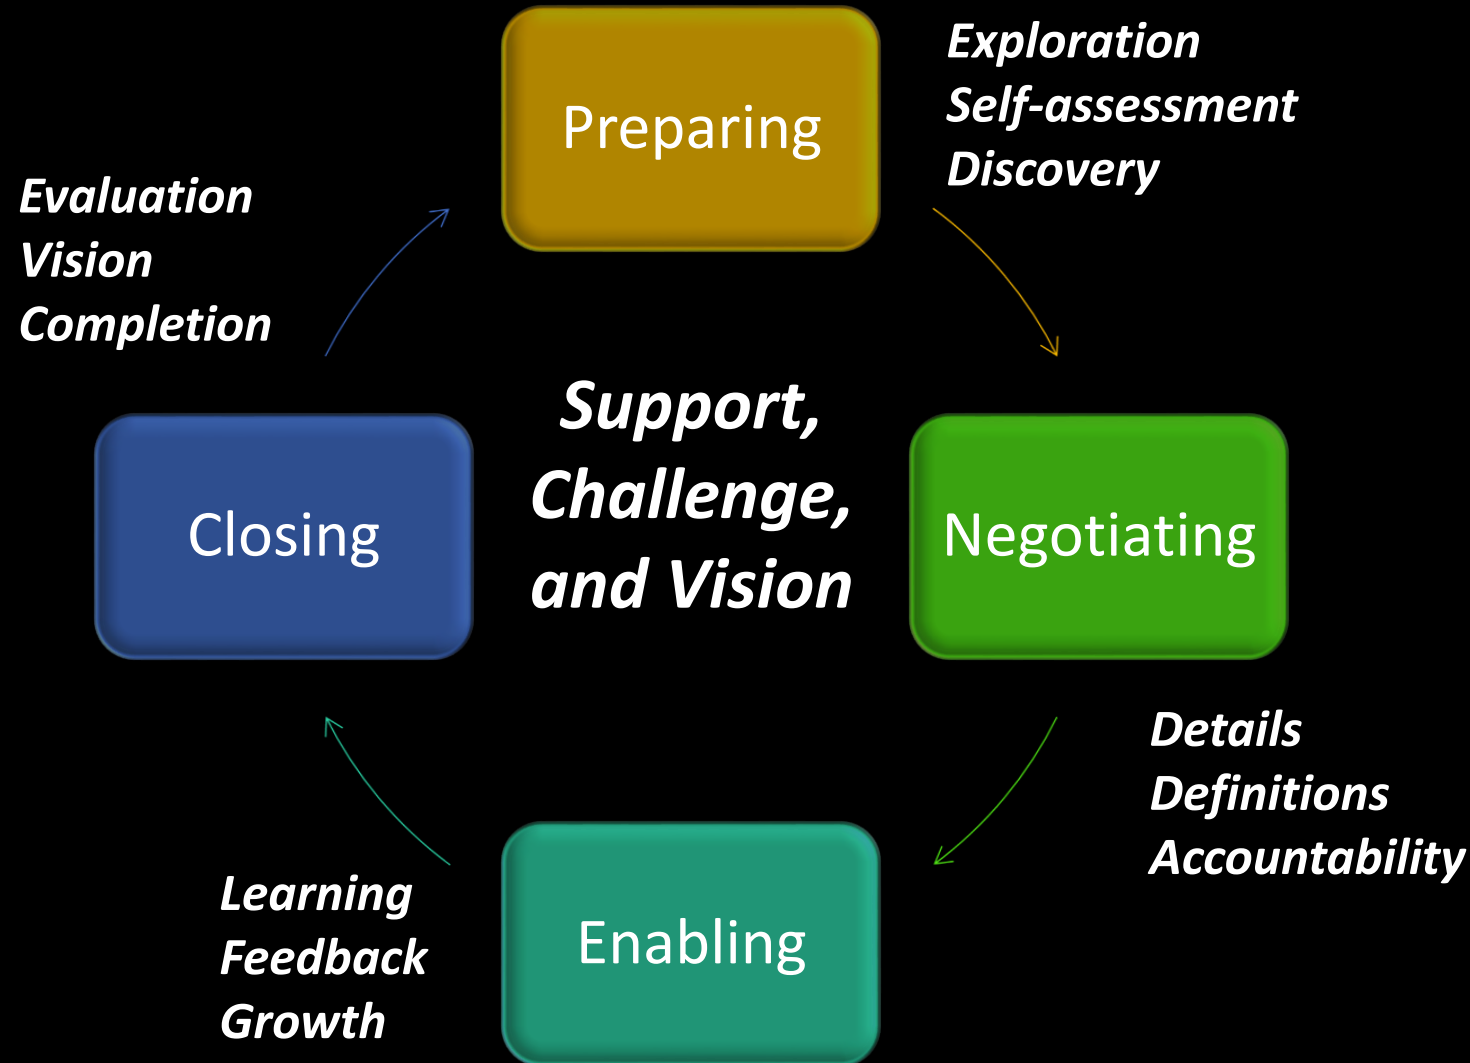 Preparing
Exploration
Self-assessment
Discovery
Evaluation
Vision
Completion
Support,
Challenge,
and Vision
Closing
Negotiating
Details
Definitions
Accountability
Learning
Feedback
Growth
Enabling